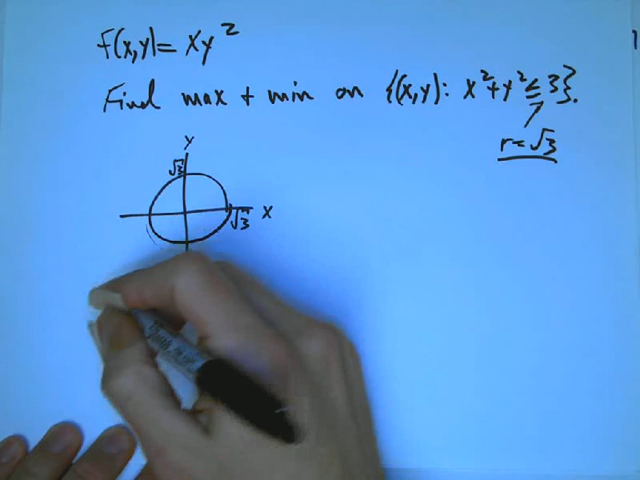 f(x,y)= xy²
Find max + min on {(x,y): x²+y² ≤ 3}.
r=√3
y
√3
x
√3